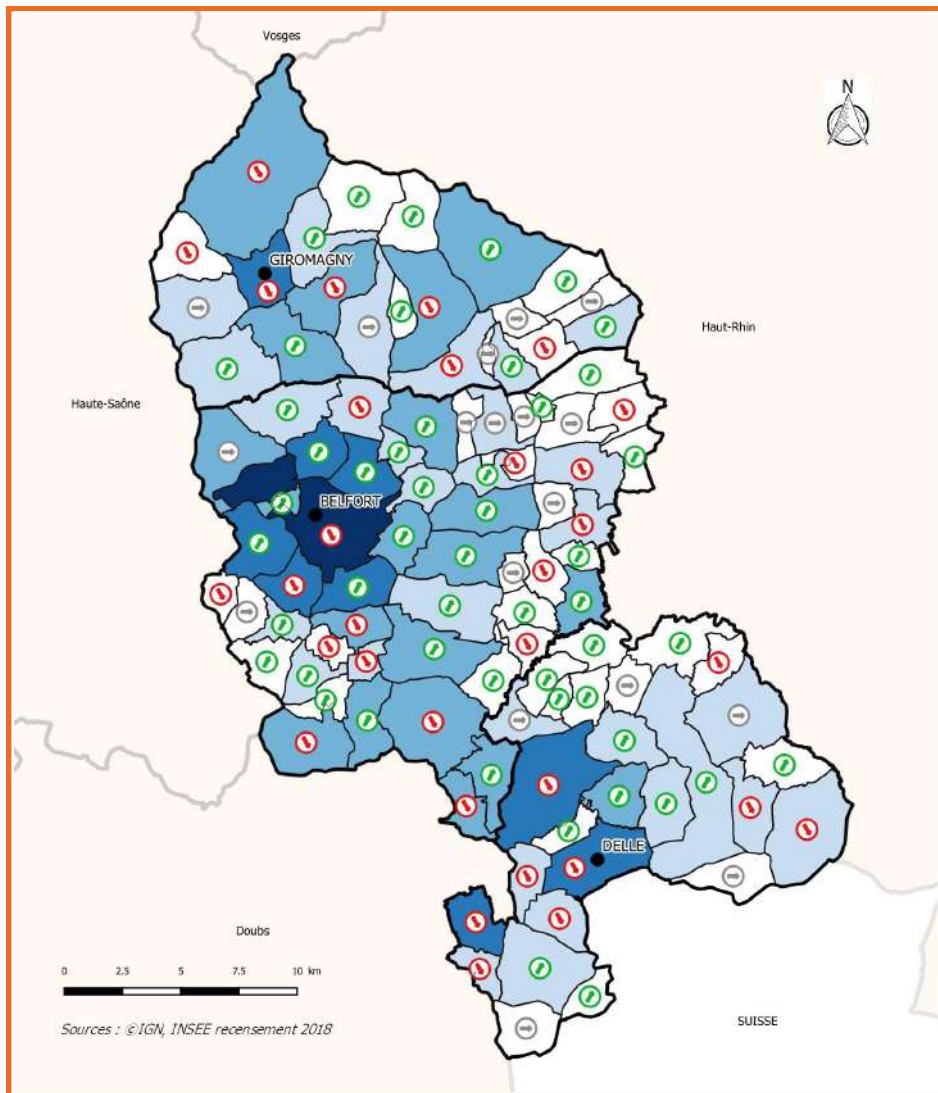 Vosges
N
GIROMAGNY
Haut-Rhin
Haute-Saône
BELFORT
DELLE
Doubs
0 2.5 5 7.5 10 km
Sources : ©IGN, INSEE recensement 2018
SUISSE